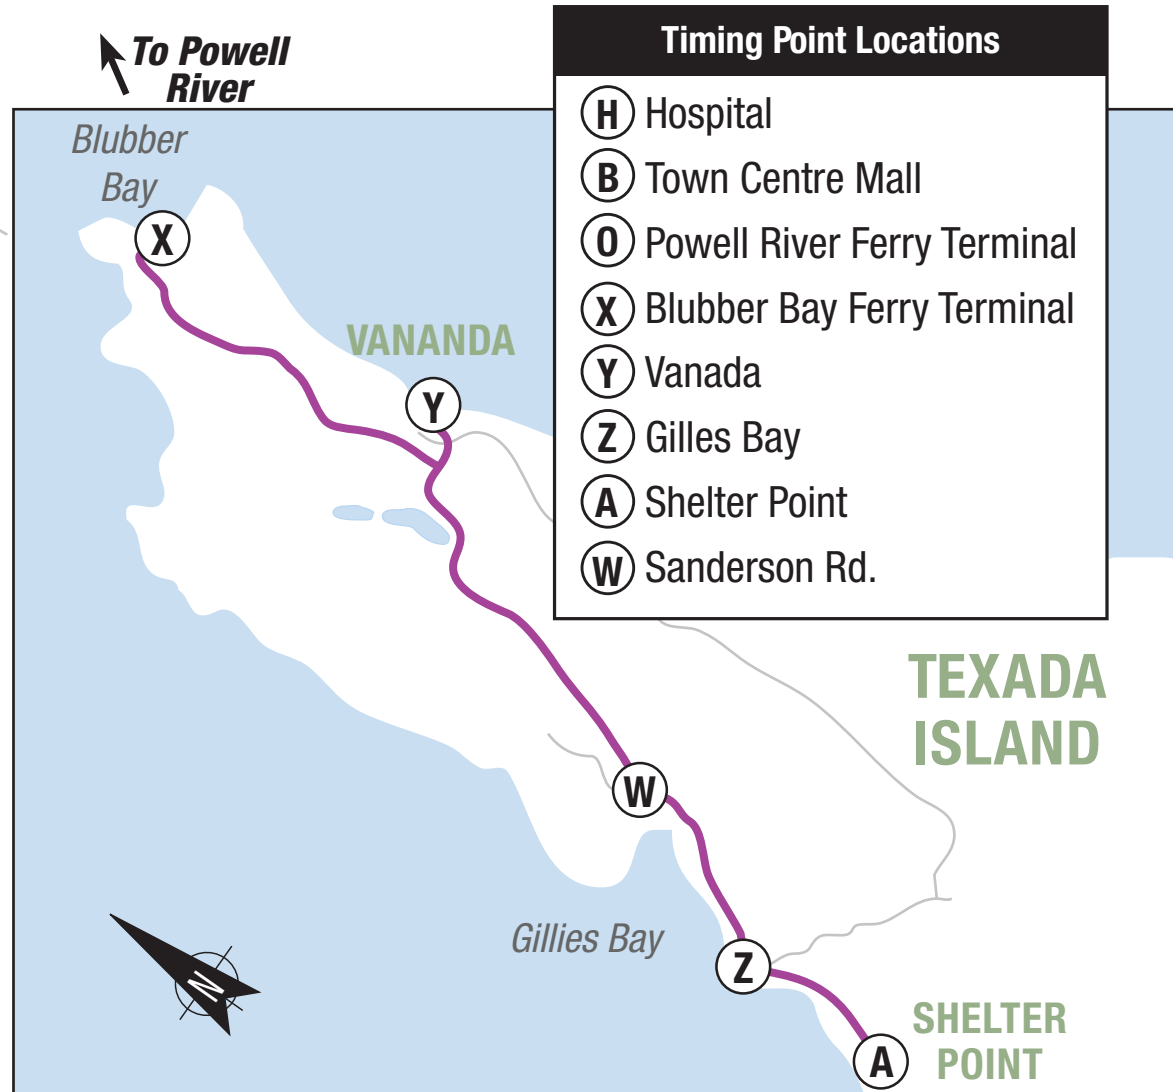 To Powell
River
Timing Point Locations
H Hospital
B Town Centre Mall
O Powell River Ferry Terminal
X Blubber Bay Ferry Terminal
Y Vanada
Z Gilles Bay
A Shelter Point
W Sanderson Rd.
Blubber
Bay
X
VANANDA
Y
TEXADA
ISLAND
W
Gillies Bay
Z
N
SHELTER
POINT
A